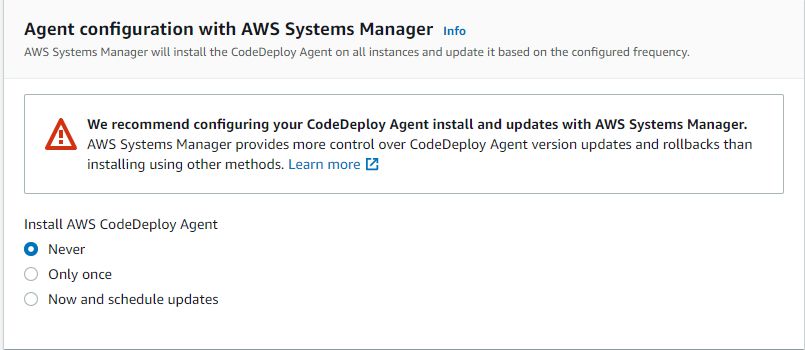 Agent configuration with AWS Systems Manager Info
AWS Systems Manager will install the CodeDeploy Agent on all instances and update it based on the configured frequency.
We recommend configuring your CodeDeploy Agent install and updates with AWS Systems Manager.
AWS Systems Manager provides more control over CodeDeploy Agent version updates and rollbacks than
installing using other methods. Learn more
Install AWS CodeDeploy Agent
Never
Only once
Now and schedule updates